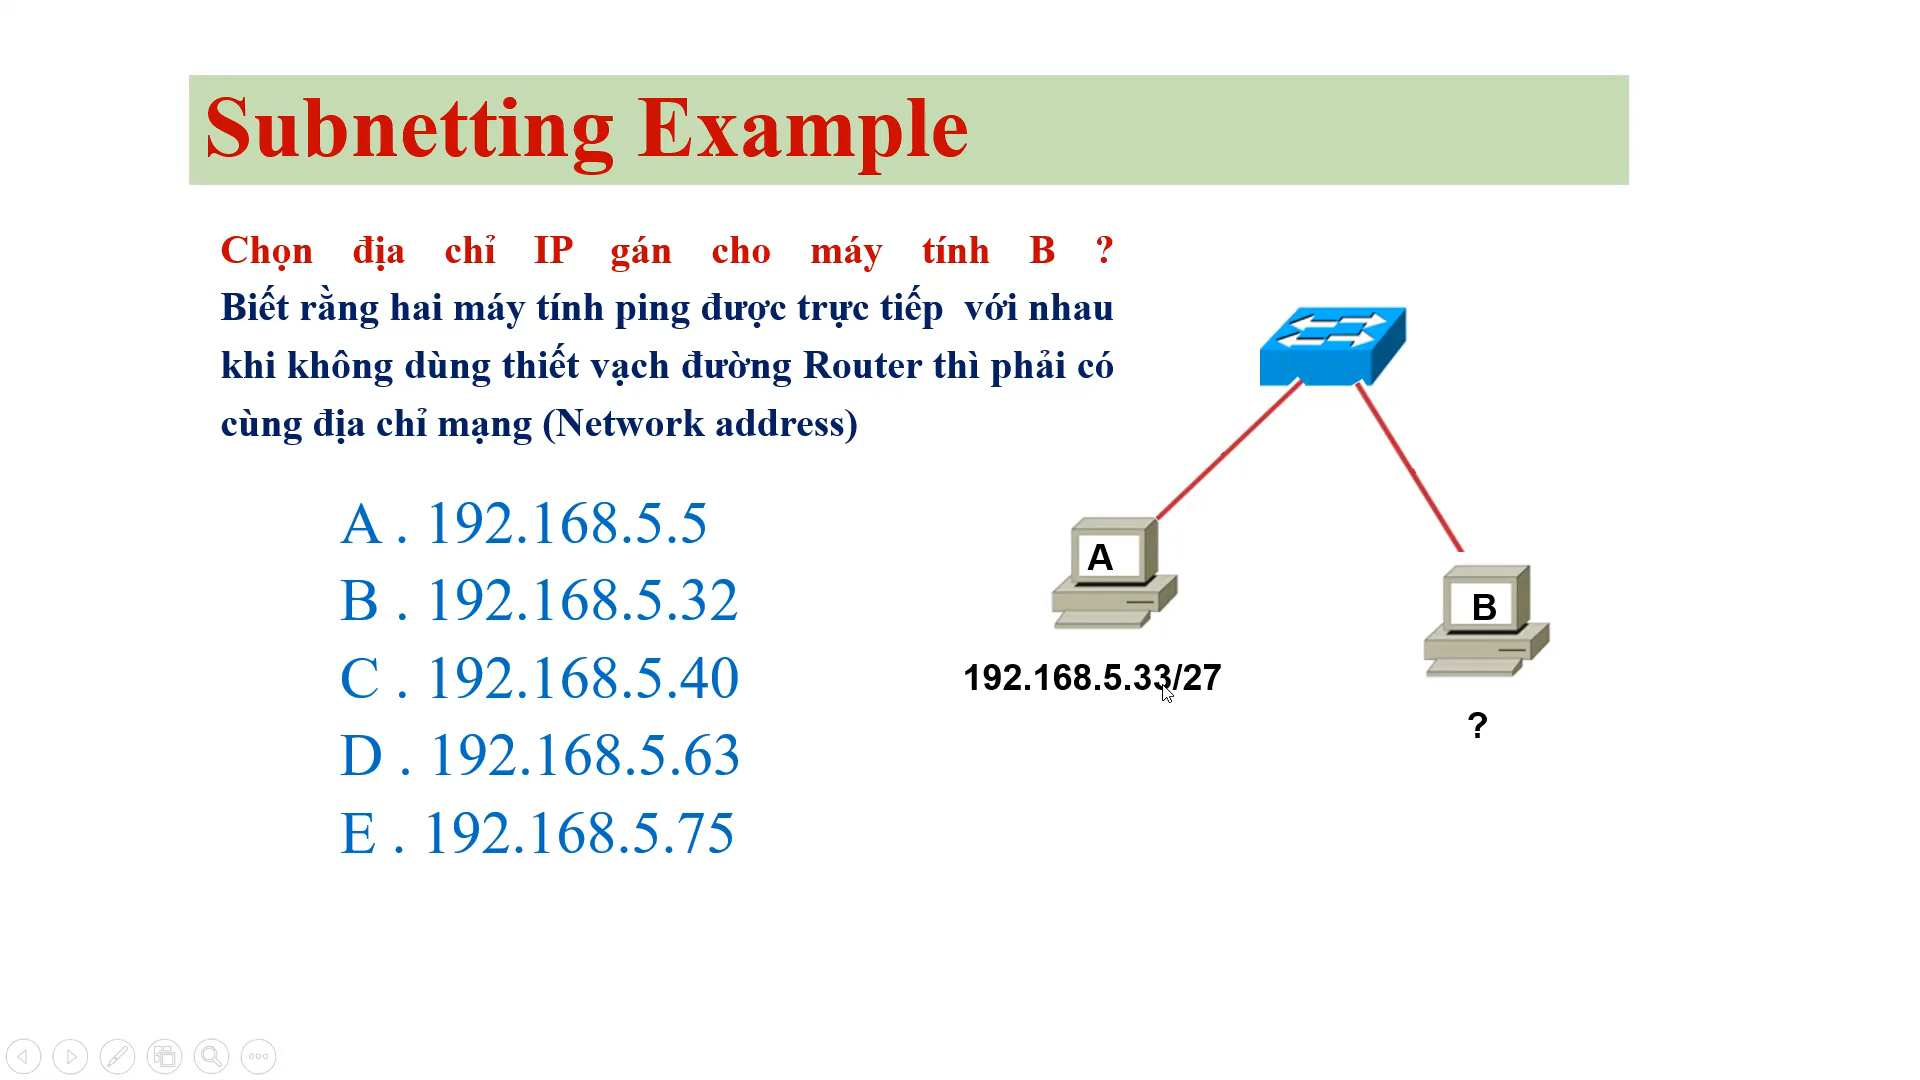 Subnetting Example
Chọn địa chỉ IP gán cho máy tính B ?
Biết rằng hai máy tính ping được trực tiếp với nhau
khi không dùng thiết vạch đường Router thì phải có
cùng địa chỉ mạng (Network address)
A . 192.168.5.5
B . 192.168.5.32
C . 192.168.5.40
D . 192.168.5.63
E . 192.168.5.75
A
B
192.168.5.33/27
?